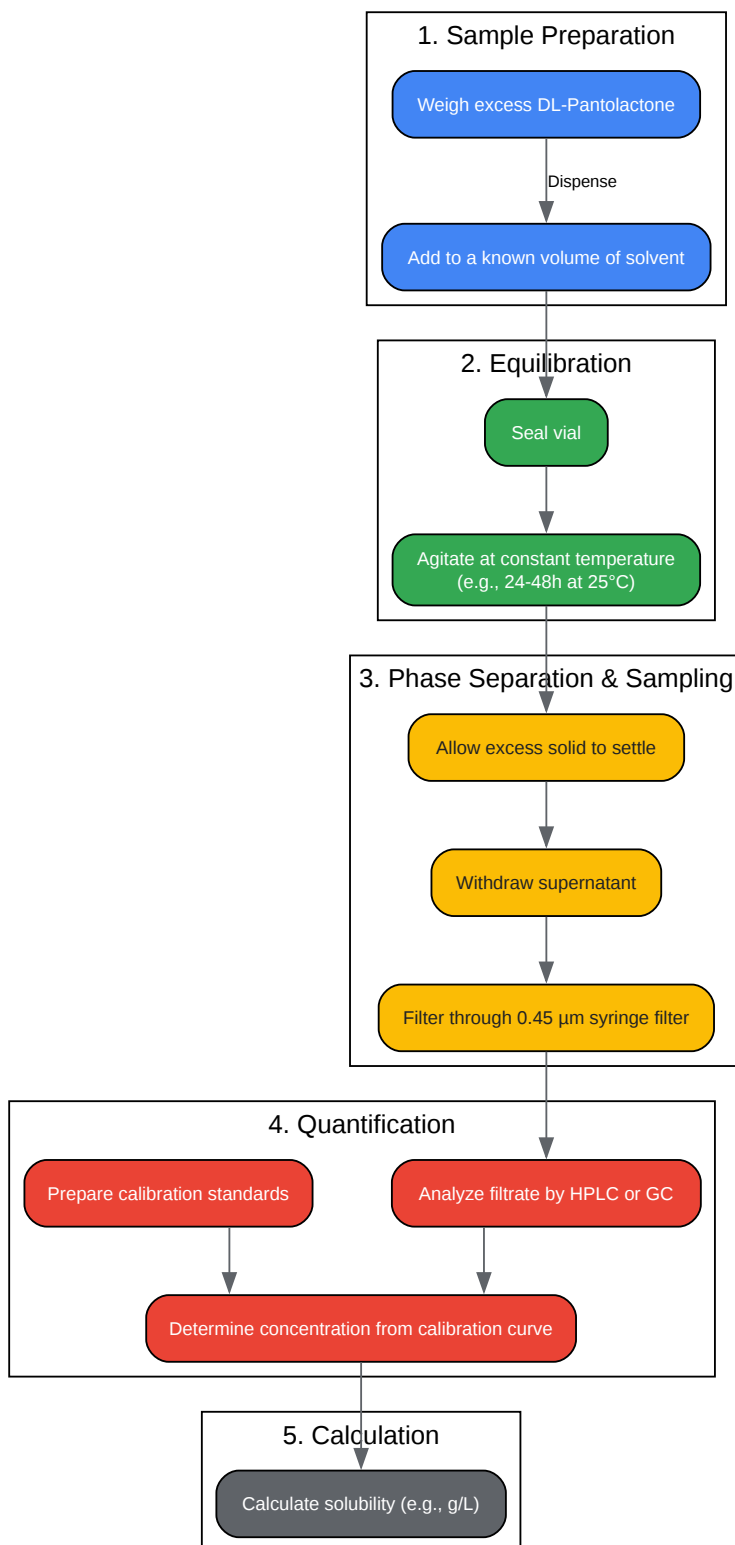 1. Sample Preparation
Weigh excess DL-Pantolactone
Dispense
Add to a known volume of solvent
2. Equilibration
Seal vial
Agitate at constant temperature
(e.g., 24-48h at 25°C)
3. Phase Separation & Sampling
Allow excess solid to settle
Withdraw supernatant
Filter through 0.45 µm syringe filter
4. Quantification
Prepare calibration standards
Analyze filtrate by HPLC or GC
Determine concentration from calibration curve
5. Calculation
Calculate solubility (e.g., g/L)